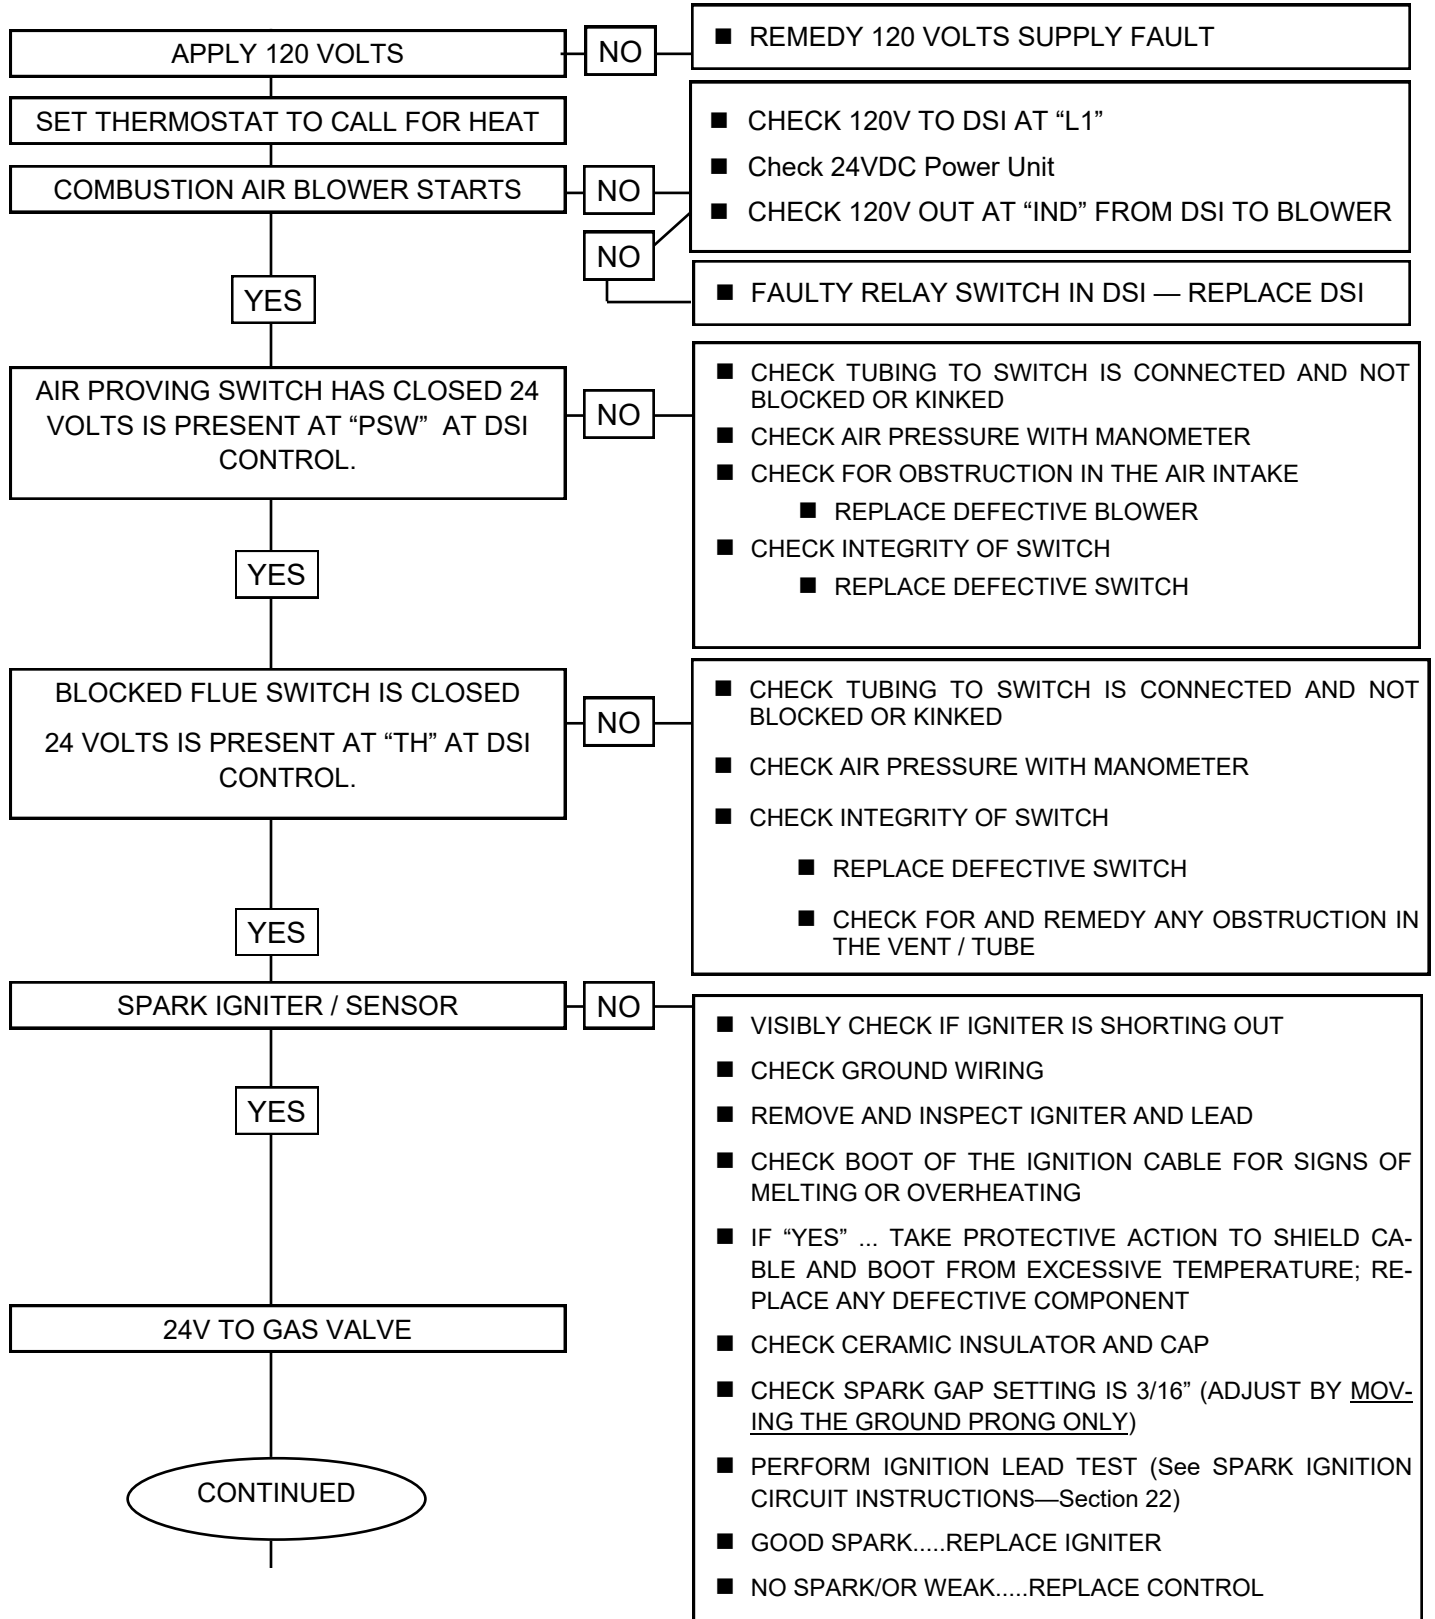 APPLY 120 VOLTS
NO
■ REMEDY 120 VOLTS SUPPLY FAULT
SET THERMOSTAT TO CALL FOR HEAT
COMBUSTION AIR BLOWER STARTS
NO
■ CHECK 120V TO DSI AT “L1”
■ Check 24VDC Power Unit
■ CHECK 120V OUT AT “IND” FROM DSI TO BLOWER
NO
■ FAULTY RELAY SWITCH IN DSI — REPLACE DSI
YES
AIR PROVING SWITCH HAS CLOSED 24
VOLTS IS PRESENT AT “PSW” AT DSI
CONTROL.
NO
■ CHECK TUBING TO SWITCH IS CONNECTED AND NOT
BLOCKED OR KINKED
■ CHECK AIR PRESSURE WITH MANOMETER
■ CHECK FOR OBSTRUCTION IN THE AIR INTAKE
■ REPLACE DEFECTIVE BLOWER
■ CHECK INTEGRITY OF SWITCH
■ REPLACE DEFECTIVE SWITCH
YES
BLOCKED FLUE SWITCH IS CLOSED
24 VOLTS IS PRESENT AT “TH” AT DSI
CONTROL.
NO
■ CHECK TUBING TO SWITCH IS CONNECTED AND NOT
BLOCKED OR KINKED
■ CHECK AIR PRESSURE WITH MANOMETER
■ CHECK INTEGRITY OF SWITCH
■ REPLACE DEFECTIVE SWITCH
■ CHECK FOR AND REMEDY ANY OBSTRUCTION IN
THE VENT / TUBE
YES
SPARK IGNITER / SENSOR
NO
■ VISIBLY CHECK IF IGNITER IS SHORTING OUT
■ CHECK GROUND WIRING
■ REMOVE AND INSPECT IGNITER AND LEAD
■ CHECK BOOT OF THE IGNITION CABLE FOR SIGNS OF
MELTING OR OVERHEATING
■ IF “YES” ... TAKE PROTECTIVE ACTION TO SHIELD CA-
BLE AND BOOT FROM EXCESSIVE TEMPERATURE; RE-
PLACE ANY DEFECTIVE COMPONENT
■ CHECK CERAMIC INSULATOR AND CAP
■ CHECK SPARK GAP SETTING IS 3/16” (ADJUST BY MOV-
ING THE GROUND PRONG ONLY)
■ PERFORM IGNITION LEAD TEST (See SPARK IGNITION
CIRCUIT INSTRUCTIONS—Section 22)
■ GOOD SPARK.....REPLACE IGNITER
■ NO SPARK/OR WEAK.....REPLACE CONTROL
YES
24V TO GAS VALVE
CONTINUED